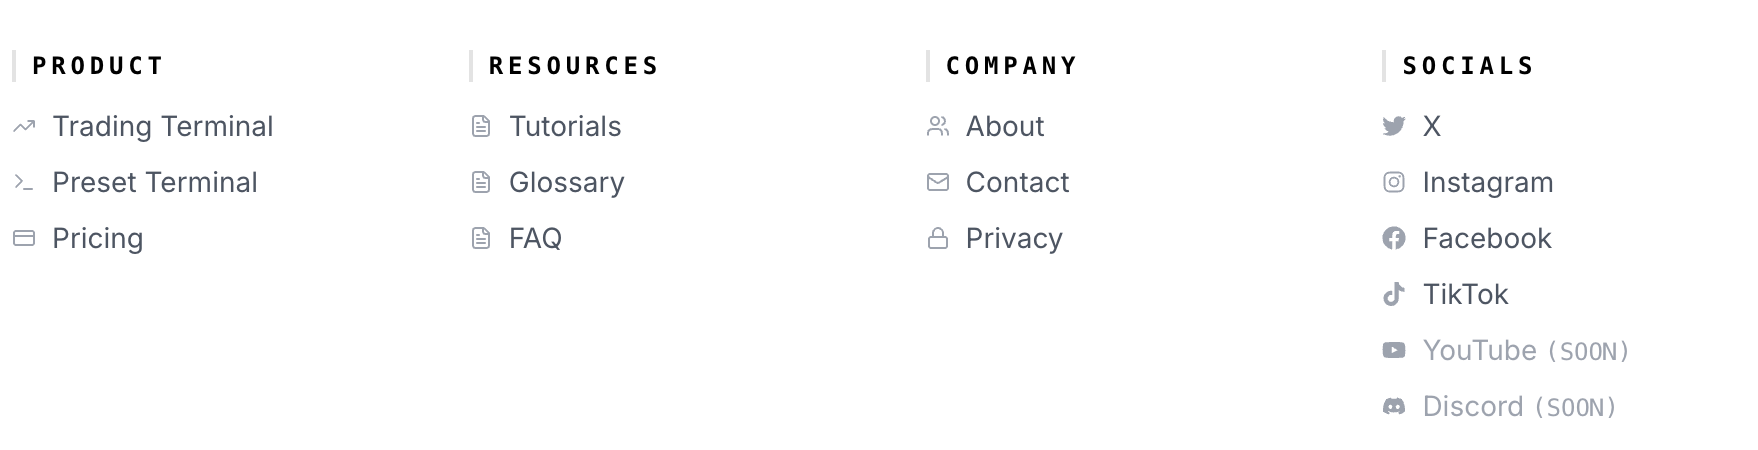 PRODUCT
Trading Terminal
Preset Terminal
Pricing
RESOURCES
Tutorials
Glossary
FAQ
COMPANY
About
Contact
Privacy
SOCIALS
X
Instagram
Facebook
TikTok
YouTube (SOON)
Discord (SOON)